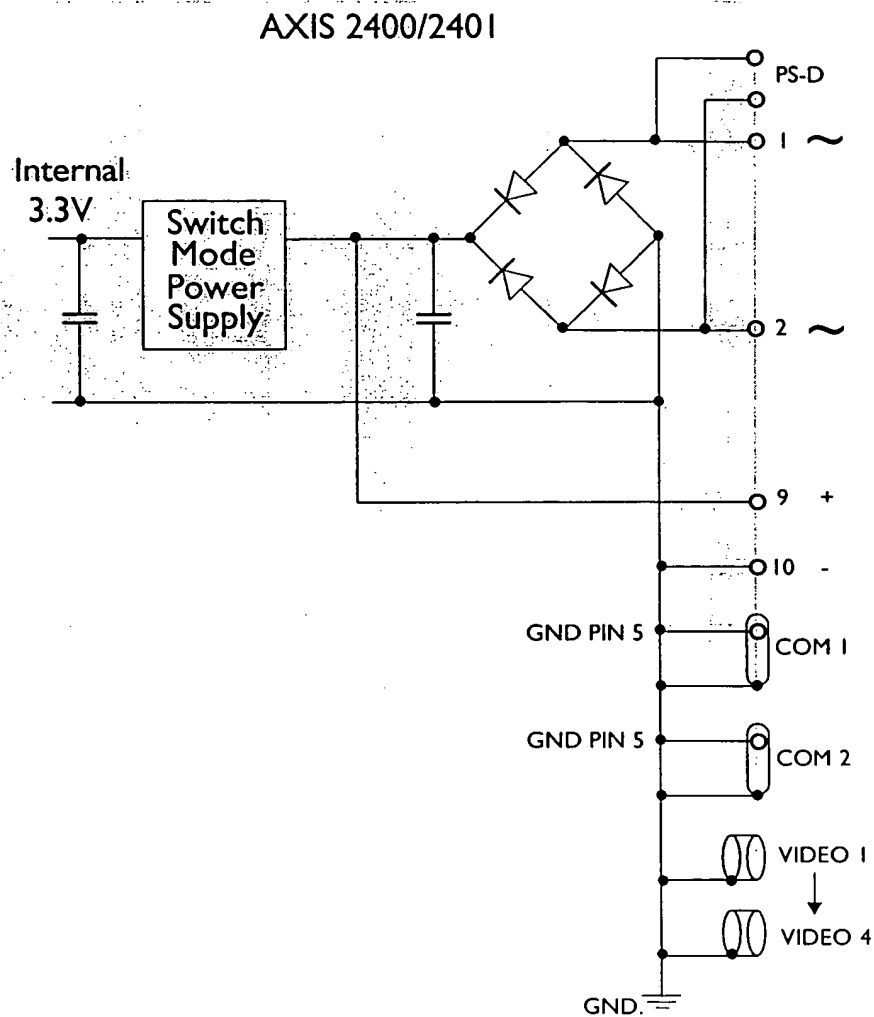 AXIS 2400/2401
PS-D
1 ~
Internal
3.3V
Switch
Mode
Power
Supply
2 ~
9 +
10 -
GND PIN 5
COM 1
GND PIN 5
COM 2
VIDEO 1
VIDEO 4
GND.